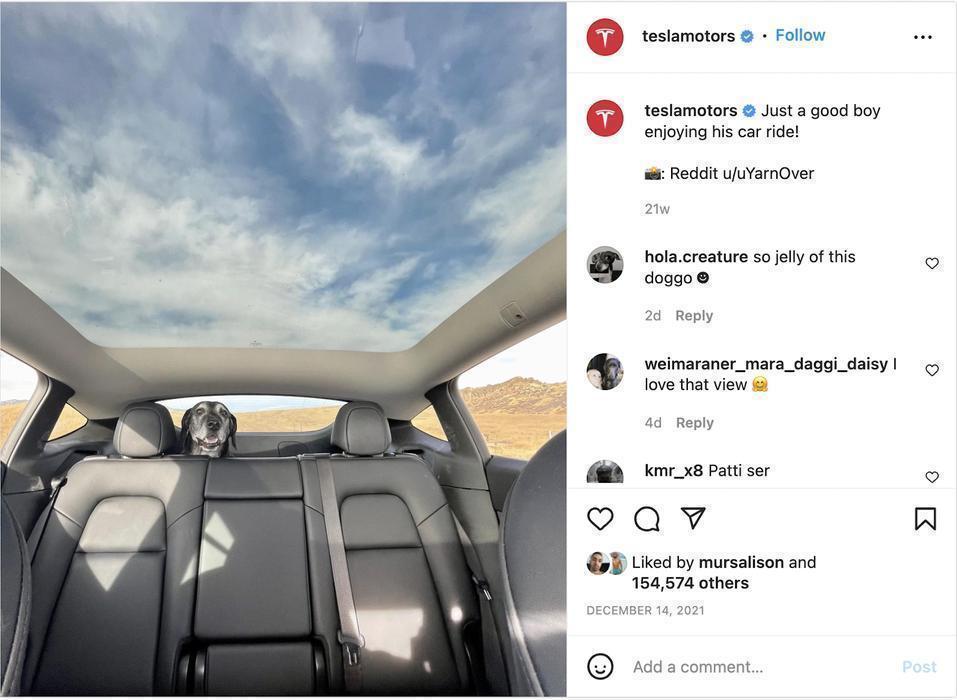 teslamotors • Follow
teslamotors Just a good boy
enjoying his car ride!
📸: Reddit u/uYarnOver
21w
hola.creature so jelly of this
doggo ☻
2d Reply
weimaraner_mara_daggi_daisy I
love that view 🤗
4d Reply
kmr_x8 Patti ser
Liked by mursalison and
154,574 others
DECEMBER 14, 2021
Add a comment... Post